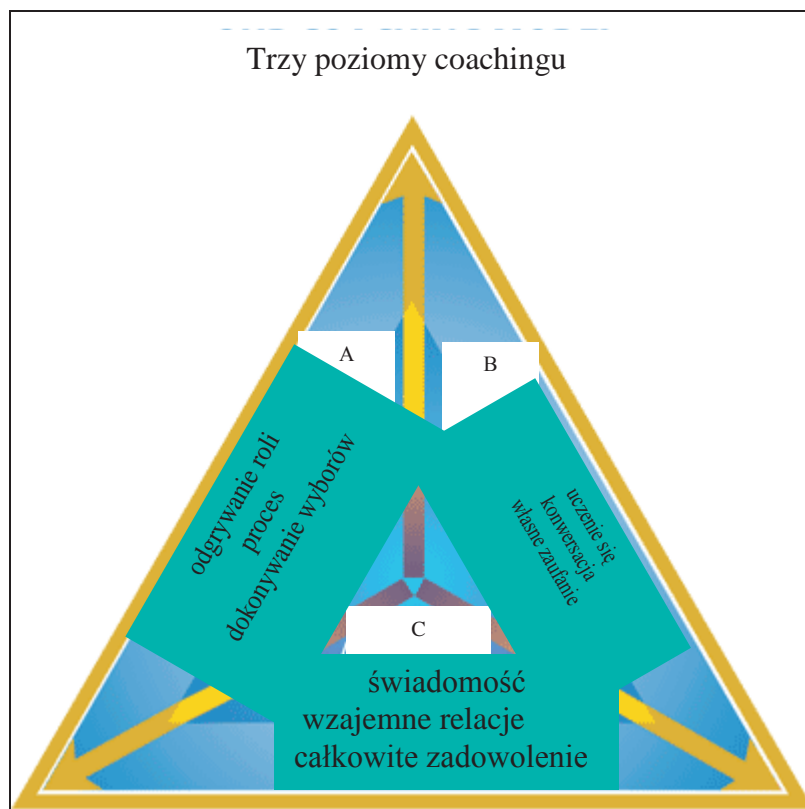 Trzy poziomy coachingu
A
B
odgrywanie roli
proces
dokonywanie wyborów
uczenie się
konwersacja
własne zaufanie
C
świadomość
wzajemne relacje
całkowite zadowolenie